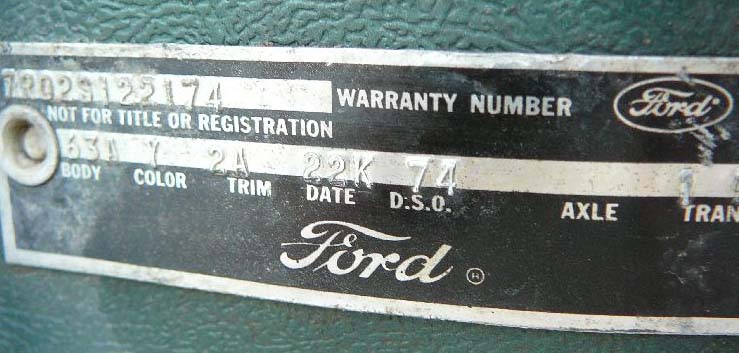 7R02S122174 WARRANTY NUMBER Ford
NOT FOR TITLE OR REGISTRATION
63A Y 2A 22K 74 1
BODY COLOR TRIM DATE D.S.O. AXLE TRAN
Ford